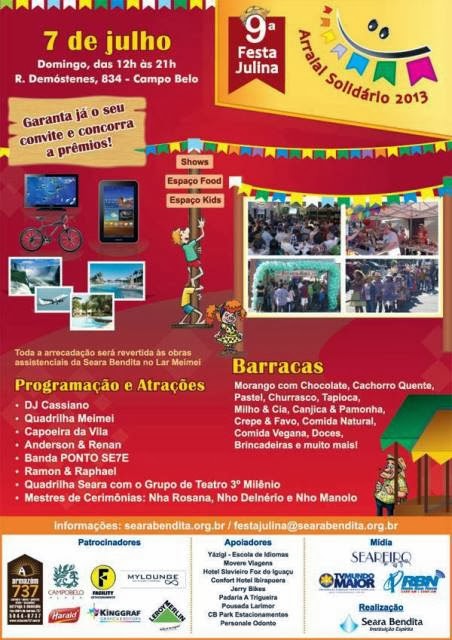 7 de julho
Domingo, das 12h às 21h
R. Demóstenes, 834 - Campo Belo
9ª
Festa
Julina
Arraial Solidário 2013
Garanta já o seu
convite e concorra
a prêmios!
Shows
Espaço Food
Espaço Kids
Toda a arrecadação será revertida às obras
assistenciais da Seara Bendita no Lar Meimei
Programação e Atrações
• DJ Cassiano
• Quadrilha Meimei
• Capoeira da Vila
• Anderson & Renan
• Banda PONTO SE7E
• Ramon & Raphael
• Quadrilha Seara com o Grupo de Teatro 3º Milênio
• Mestres de Cerimônias: Nha Rosana, Nho Delnério e Nho Manolo
Barracas
Morango com Chocolate, Cachorro Quente,
Pastel, Churrasco, Tapioca,
Milho & Cia, Canjica & Pamonha,
Crepe & Favo, Comida Natural,
Comida Vegana, Doces,
Brincadeiras e muito mais!
Informações: searabendita.org.br / festajulina@searabendita.org.br
Patrocinadores
armazém
737
CAMPOBELO
F
FACILITY
MYLOUNGE
Harald
KINGGRAF
LEROY MERLIN
Apoiadores
Yázigi - Escola de Idiomas
Movere Viagens
Hotel Slavieiro Foz do Iguaçu
Confort Hotel Ibirapuera
Jerry Bikes
Padaria A Trigueira
Pousada Larimor
CB Park Estacionamentos
Personale Odonto
Mídia
SEAREIRO
TV MUNDO
MAIOR
RBN
Realização
Seara Bendita
Instituição Espírita